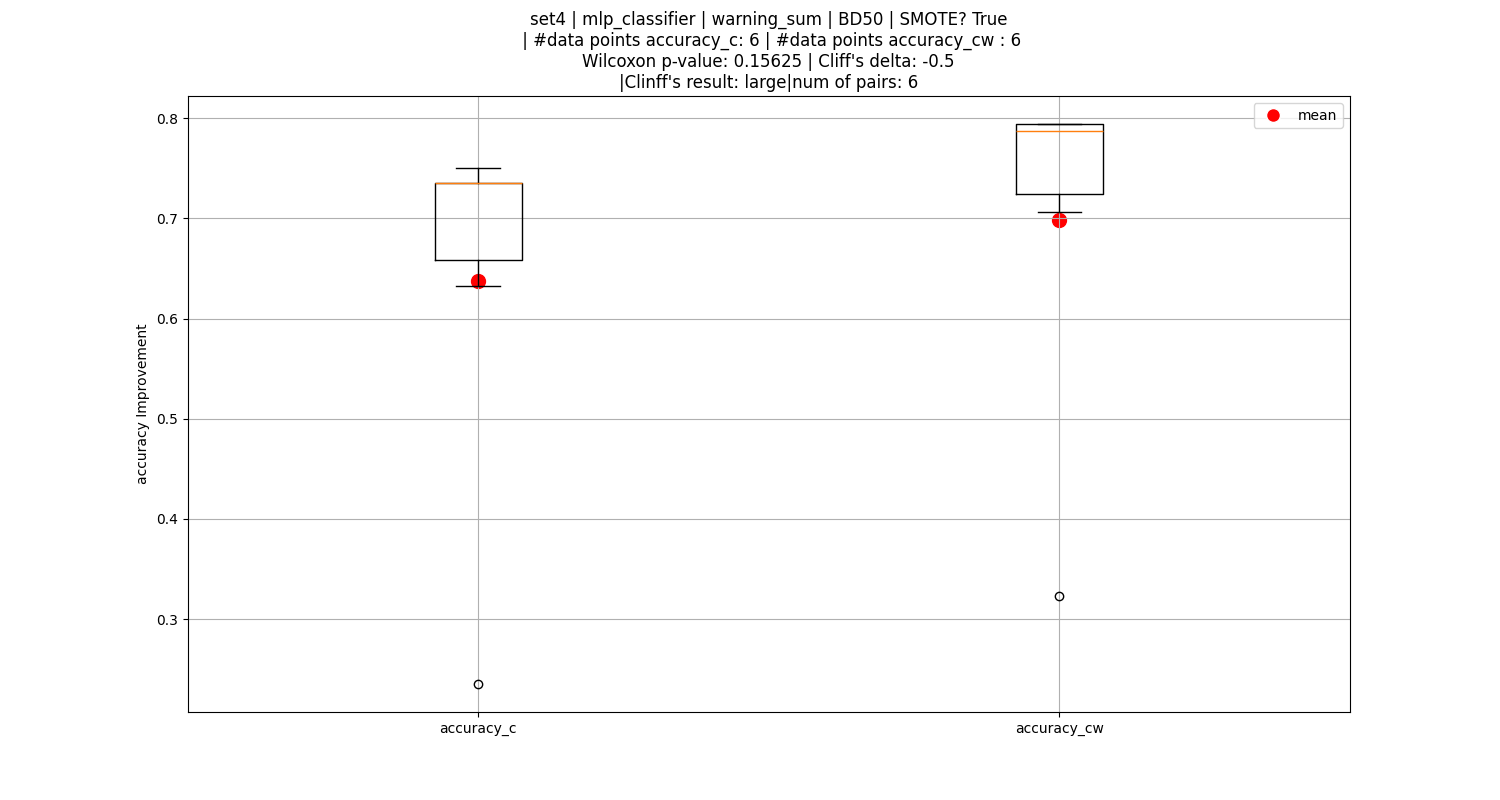 set4 | mlp_classifier | warning_sum | BD50 | SMOTE? True
| #data points accuracy_c: 6 | #data points accuracy_cw : 6
Wilcoxon p-value: 0.15625 | Cliff's delta: -0.5
|Clinff's result: large|num of pairs: 6
mean
0.8
0.7
0.6
0.5
0.4
0.3
accuracy Improvement
accuracy_c
accuracy_cw